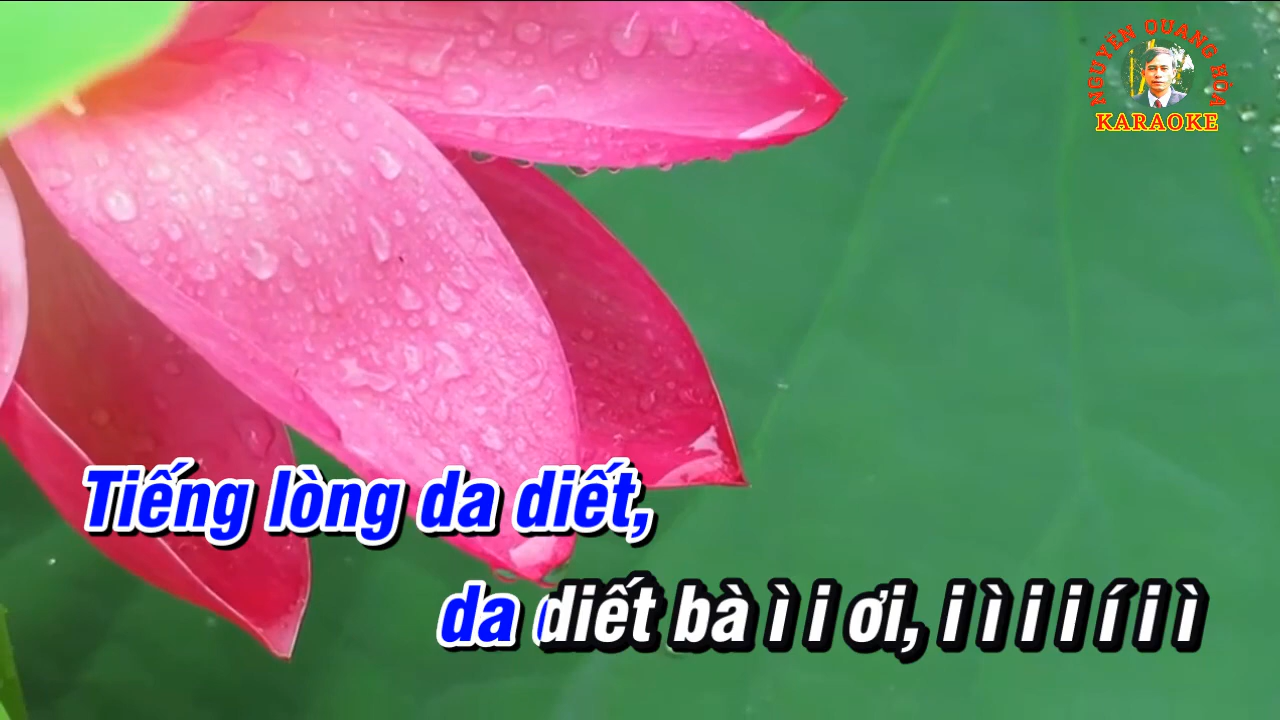 NGUYỄN QUANG HÒA
KARAOKE
Tiếng lòng da diết,
da diết bà ì i ơi, i ì i i í i ì